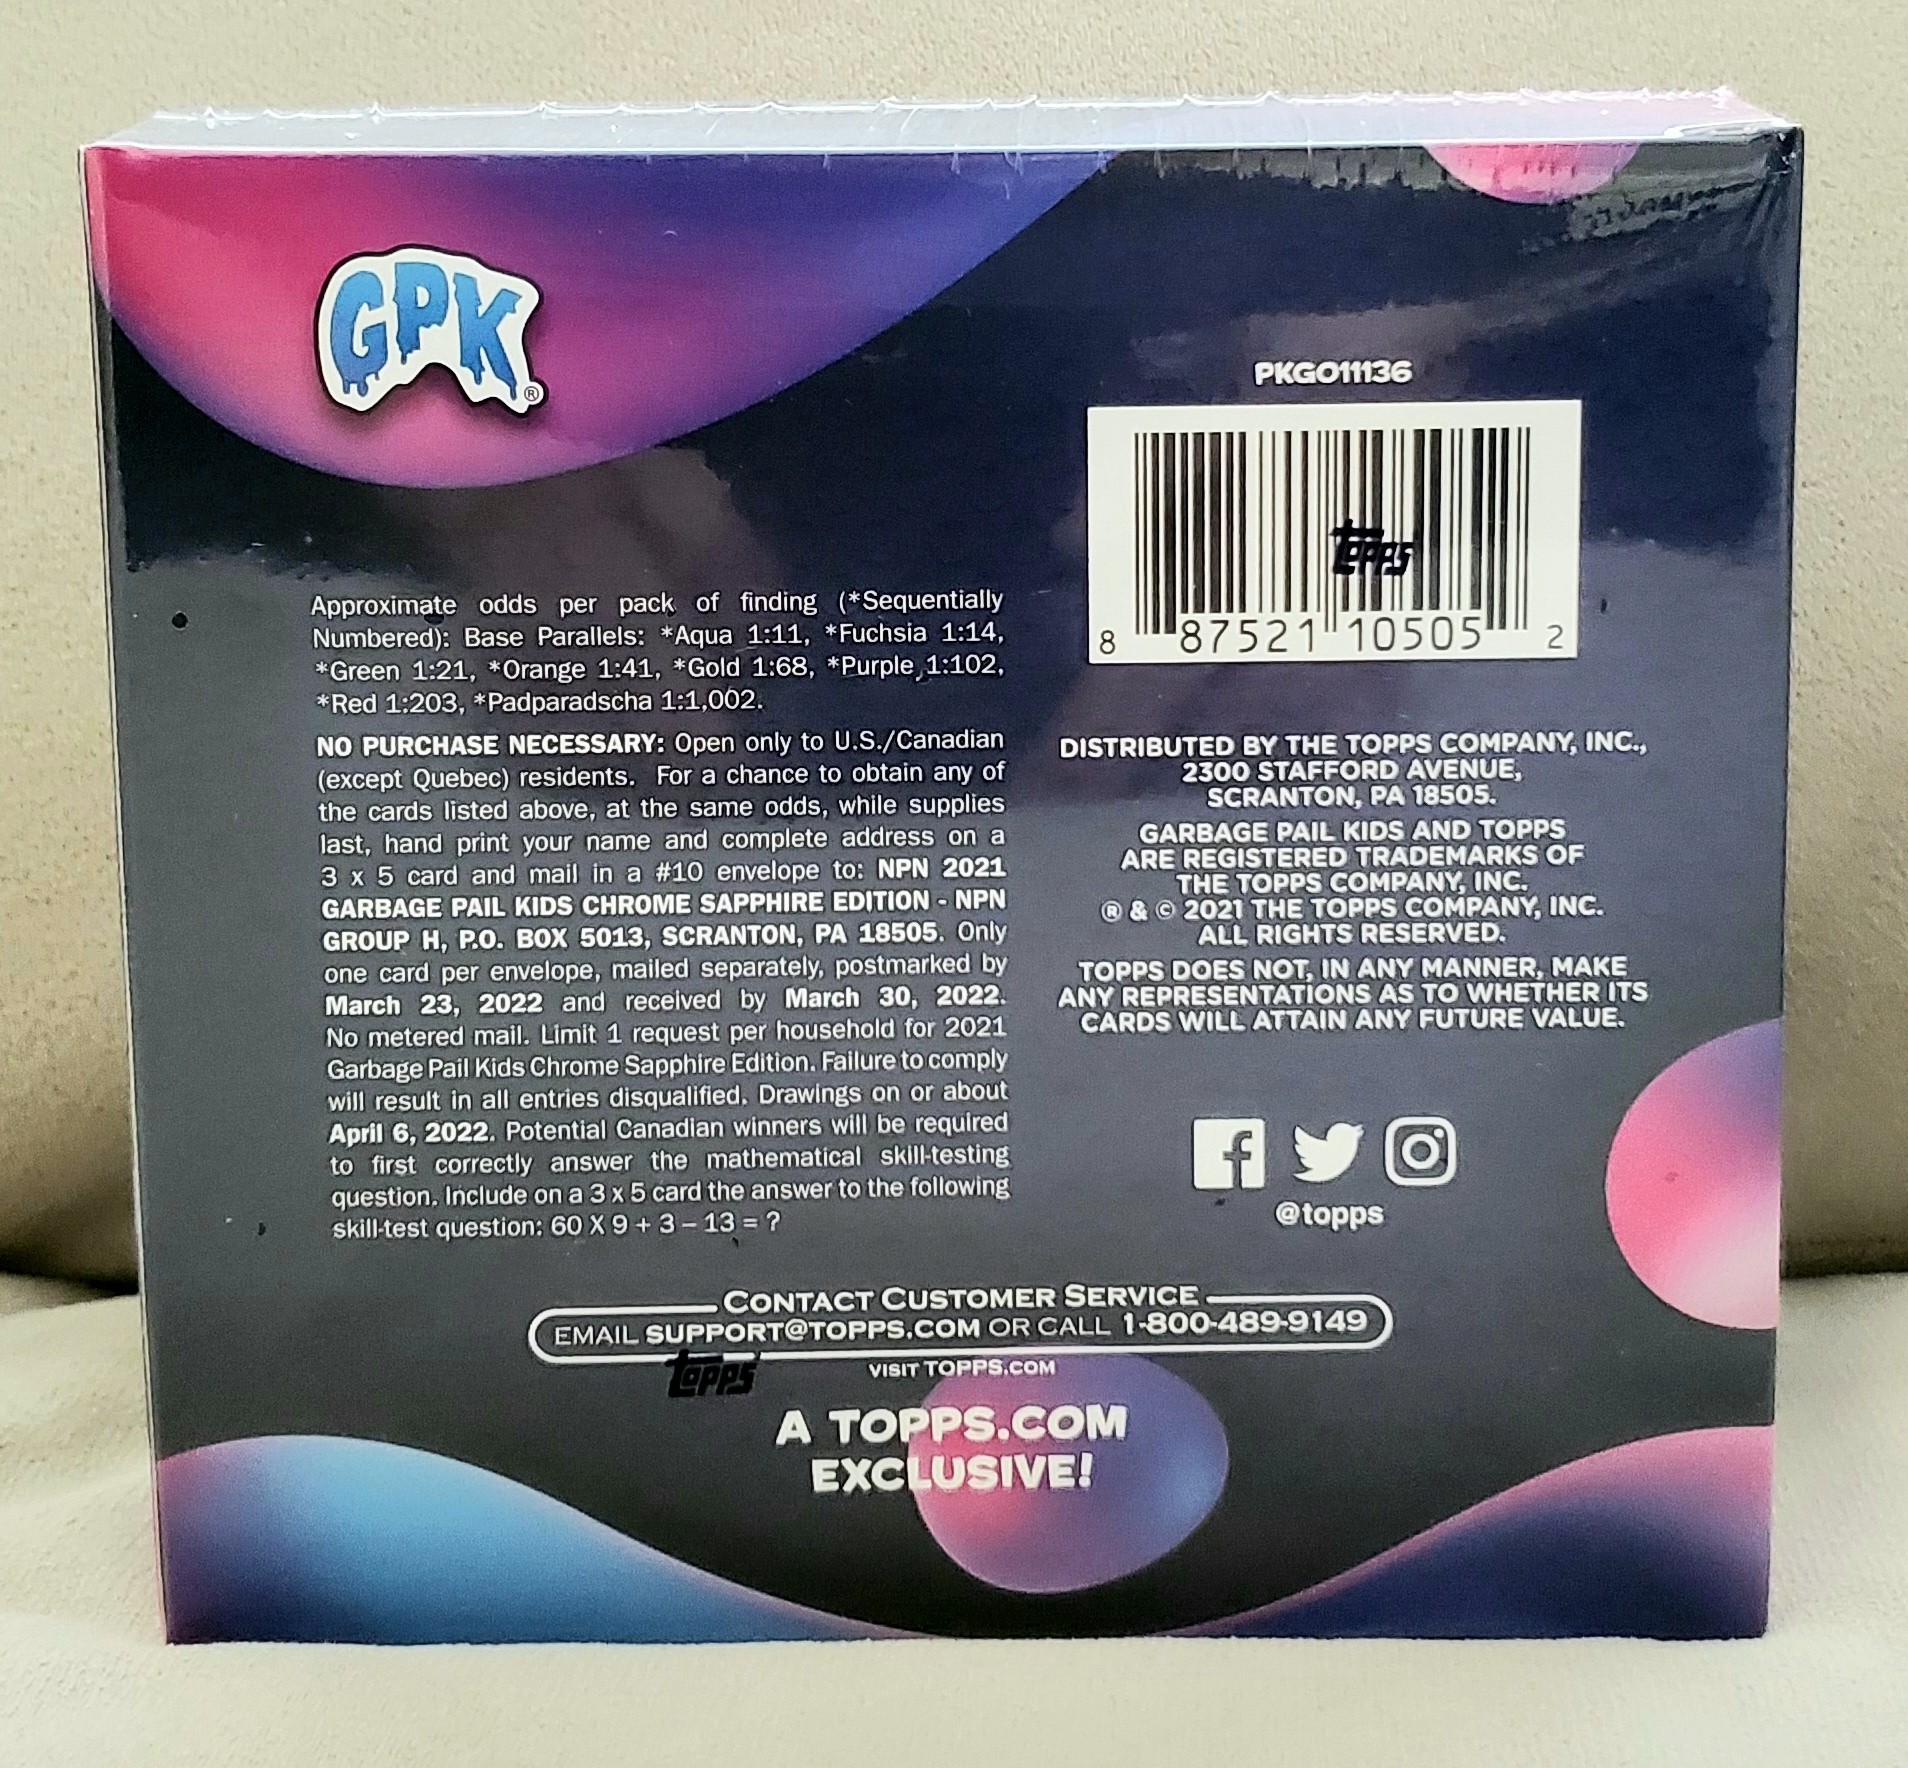 GPK®
Approximate odds per pack of finding (*Sequentially
Numbered): Base Parallels: *Aqua 1:11, *Fuchsia 1:14,
*Green 1:21, *Orange 1:41, *Gold 1:68, *Purple 1:102,
*Red 1:203, *Padparadscha 1:1,002.
NO PURCHASE NECESSARY: Open only to U.S./Canadian
(except Quebec) residents. For a chance to obtain any of
the cards listed above, at the same odds, while supplies
last, hand print your name and complete address on a
3 x 5 card and mail in a #10 envelope to: NPN 2021
GARBAGE PAIL KIDS CHROME SAPPHIRE EDITION - NPN
GROUP H, P.O. BOX 5013, SCRANTON, PA 18505. Only
one card per envelope, mailed separately, postmarked by
March 23, 2022 and received by March 30, 2022.
No metered mail. Limit 1 request per household for 2021
Garbage Pail Kids Chrome Sapphire Edition. Failure to comply
will result in all entries disqualified. Drawings on or about
April 6, 2022. Potential Canadian winners will be required
to first correctly answer the mathematical skill-testing
question. Include on a 3 x 5 card the answer to the following
skill-test question: 60 X 9 + 3 – 13 = ?
PKGO11136
topps
8 87521 10505 2
DISTRIBUTED BY THE TOPPS COMPANY, INC.,
2300 STAFFORD AVENUE,
SCRANTON, PA 18505.
GARBAGE PAIL KIDS AND TOPPS
ARE REGISTERED TRADEMARKS OF
THE TOPPS COMPANY, INC.
® & © 2021 THE TOPPS COMPANY, INC.
ALL RIGHTS RESERVED.
TOPPS DOES NOT, IN ANY MANNER, MAKE
ANY REPRESENTATIONS AS TO WHETHER ITS
CARDS WILL ATTAIN ANY FUTURE VALUE.
@topps
CONTACT CUSTOMER SERVICE
EMAIL SUPPORT@TOPPS.COM OR CALL 1-800-489-9149
topps
VISIT TOPPS.COM
A TOPPS.COM
EXCLUSIVE!